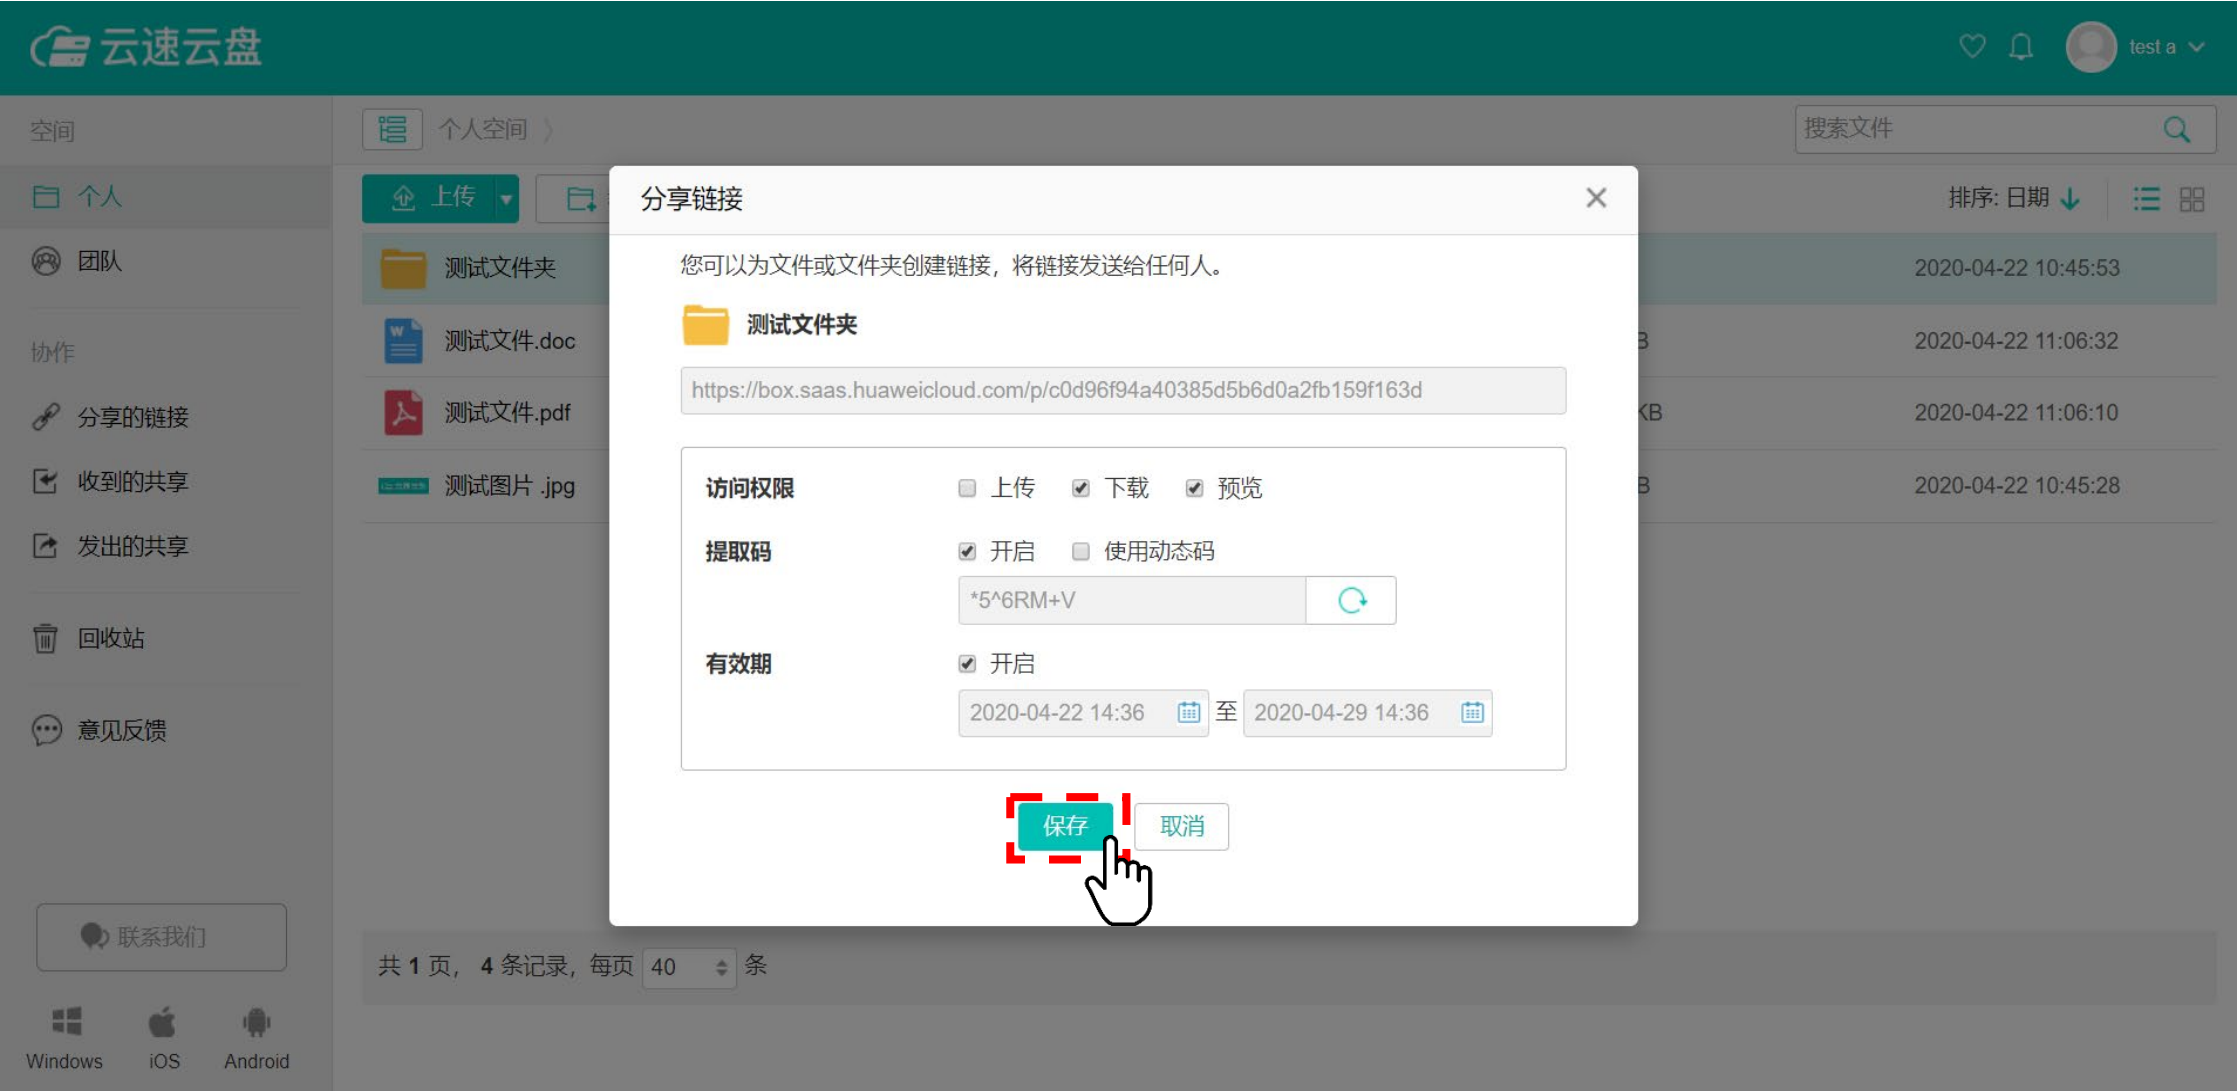 云速云盘
test a
空间
个人空间
搜索文件
个人
上传
分享链接
排序: 日期
团队
测试文件夹
您可以为文件或文件夹创建链接，将链接发送给任何人。
2020-04-22 10:45:53
测试文件夹
测试文件.doc
B
2020-04-22 11:06:32
协作
https://box.saas.huaweicloud.com/p/c0d96f94a40385d5b6d0a2fb159f163d
分享的链接
测试文件.pdf
KB
2020-04-22 11:06:10
收到的共享
测试图片 .jpg
访问权限 上传 下载 预览
B
2020-04-22 10:45:28
发出的共享
提取码 开启 使用动态码
*5^6RM+V
回收站
有效期 开启
2020-04-22 14:36 至 2020-04-29 14:36
意见反馈
保存 取消
联系我们
共 1 页， 4 条记录，每页 40 条
Windows iOS Android